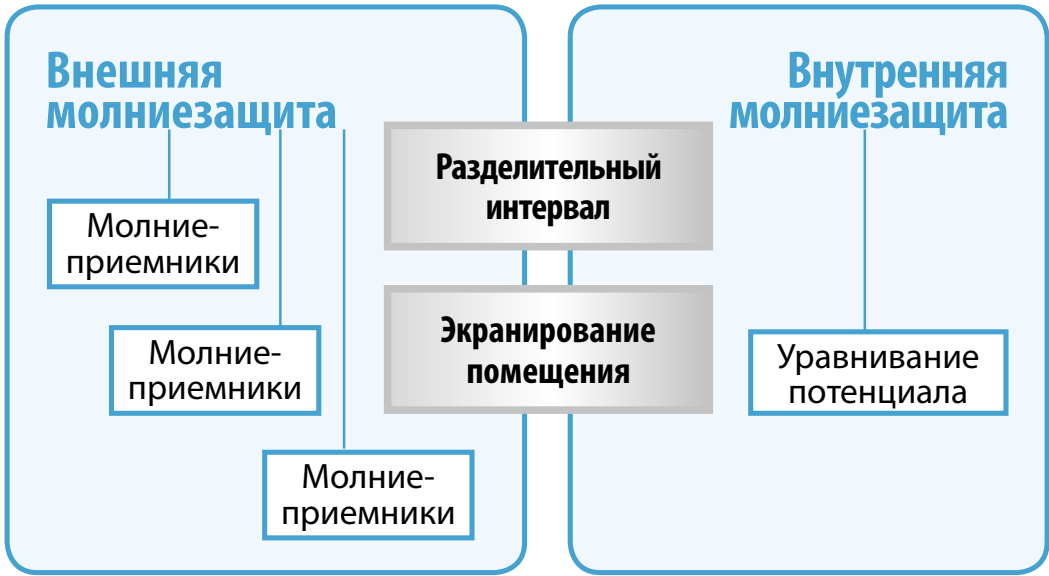 Внешняя
молниезащита
Молние-
приемники
Молние-
приемники
Молние-
приемники
Разделительный
интервал
Экранирование
помещения
Внутренняя
молниезащита
Уравнивание
потенциала